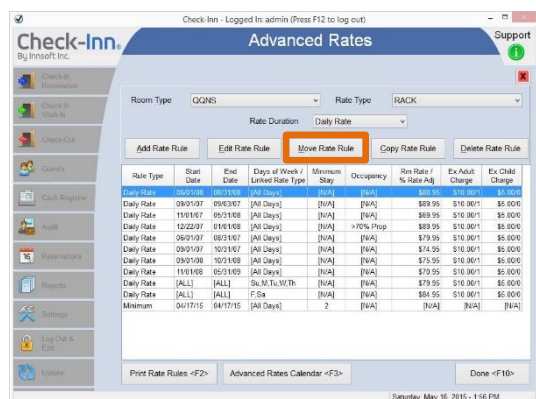 Check-Inn - Logged In: admin (Press F12 to log out)
Check-Inn®
By Innsoft Inc.
Advanced Rates
Support
Check-In
Reservation
Check-In
Walk-In
Check-Out
Guests
Cash Register
Audit
Reservations
Reports
Settings
Log Out &
Exit
Update
Room Type QQNS Rate Type RACK
Rate Duration Daily Rate
Add Rate Rule Edit Rate Rule Move Rate Rule Copy Rate Rule Delete Rate Rule
Rule Type Start Date End Date Days of Week / Linked Rate Type Minimum Stay Occupancy Rm Rate / % Rate Adj Ex Adult Charge Ex Child Charge
Daily Rate 06/01/08 08/31/08 [All Days] [N/A] [N/A] $80.95 $10.00/1 $5.00/0
Daily Rate 09/01/07 09/03/07 [All Days] [N/A] [N/A] $89.95 $10.00/1 $5.00/0
Daily Rate 11/01/07 05/31/08 [All Days] [N/A] [N/A] $69.95 $10.00/1 $5.00/0
Daily Rate 12/22/07 01/01/08 [All Days] [N/A] >70% Prop $89.95 $10.00/1 $5.00/0
Daily Rate 06/01/07 08/31/07 [All Days] [N/A] [N/A] $79.95 $10.00/1 $5.00/0
Daily Rate 09/01/07 10/31/07 [All Days] [N/A] [N/A] $74.95 $10.00/1 $5.00/0
Daily Rate 09/01/08 10/31/08 [All Days] [N/A] [N/A] $75.95 $10.00/1 $5.00/0
Daily Rate 11/01/08 05/31/09 [All Days] [N/A] [N/A] $70.95 $10.00/1 $5.00/0
Daily Rate [ALL] [ALL] Su,M,Tu,W,Th [N/A] [N/A] $79.95 $10.00/1 $5.00/0
Daily Rate [ALL] [ALL] F,Sa [N/A] [N/A] $84.95 $10.00/1 $5.00/0
Minimum 04/17/15 04/17/15 [All Days] 2 [N/A] [N/A] [N/A] [N/A]
Print Rate Rules <F2> Advanced Rates Calendar <F3> Done <F10>
Saturday, May 16, 2015 - 1:56 PM